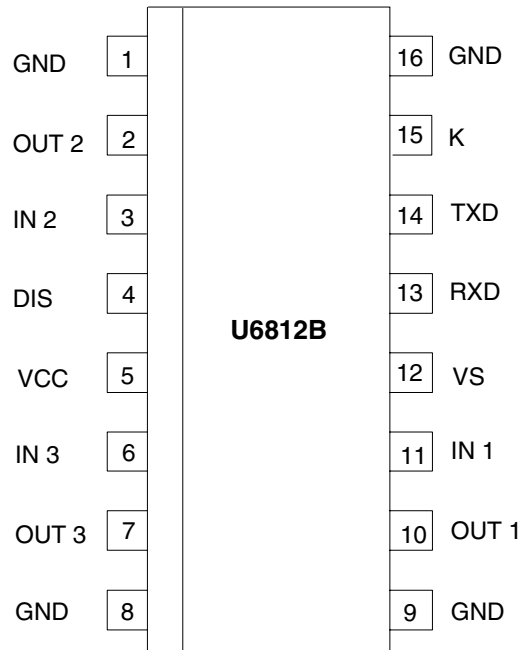 GND 1 16 GND
OUT 2 2 15 K
IN 2 3 14 TXD
DIS 4 13 RXD
U6812B
VCC 5 12 VS
IN 3 6 11 IN 1
OUT 3 7 10 OUT 1
GND 8 9 GND